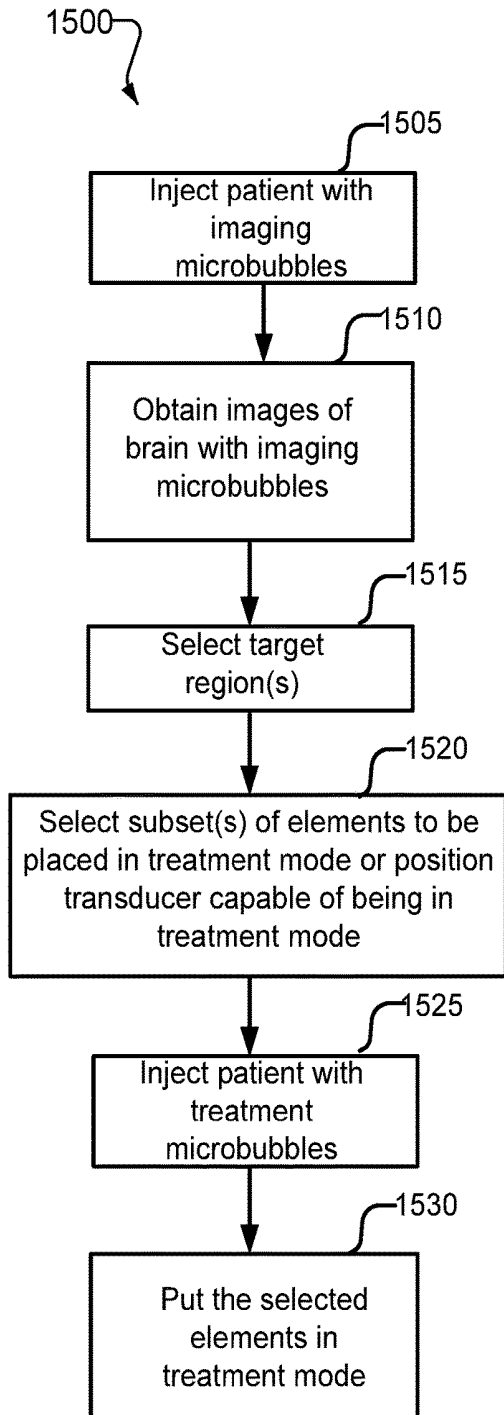 1500
1505
Inject patient with
imaging
microbubbles
1510
Obtain images of
brain with imaging
microbubbles
1515
Select target
region(s)
1520
Select subset(s) of elements to be
placed in treatment mode or position
transducer capable of being in
treatment mode
1525
Inject patient with
treatment
microbubbles
1530
Put the selected
elements in
treatment mode